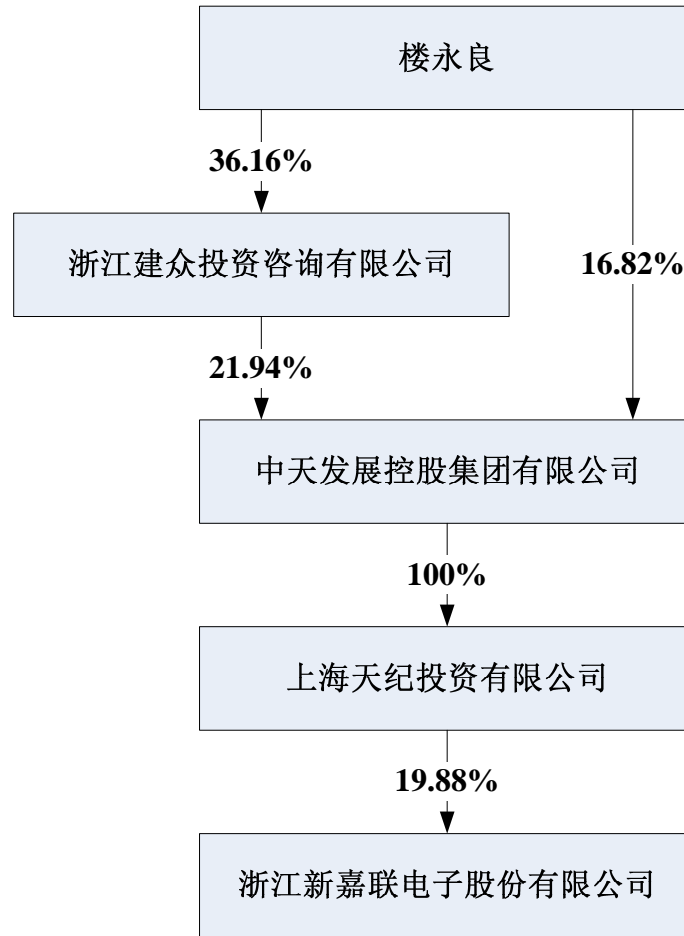 楼永良
36.16%
浙江建众投资咨询有限公司
16.82%
21.94%
中天发展控股集团有限公司
100%
上海天纪投资有限公司
19.88%
浙江新嘉联电子股份有限公司